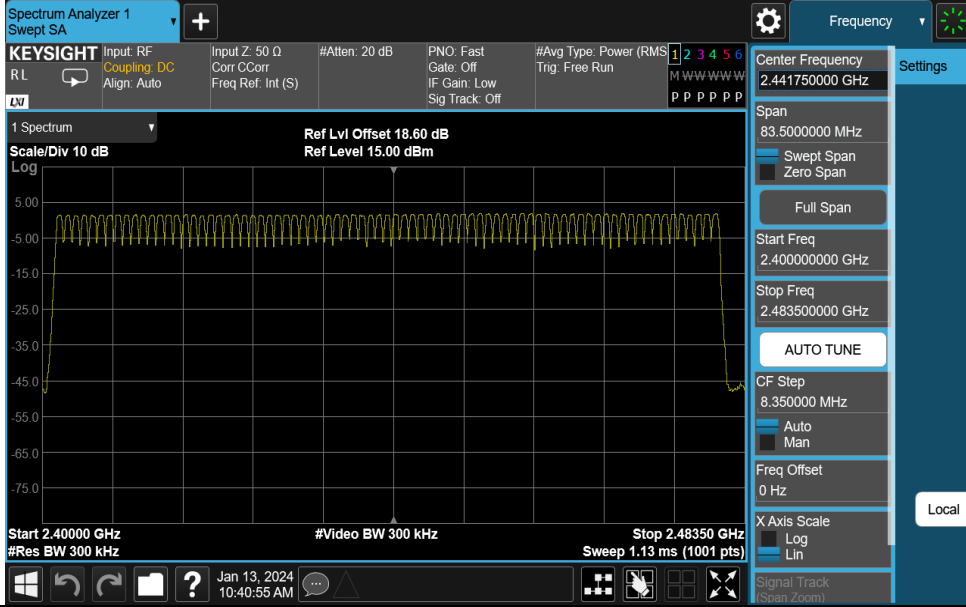 Spectrum Analyzer 1
Swept SA
Frequency
KEYSIGHT
RL
LXI
Input: RF
Coupling: DC
Align: Auto
Input Z: 50 Ω
Corr CCorr
Freq Ref: Int (S)
#Atten: 20 dB
PNO: Fast
Gate: Off
IF Gain: Low
Sig Track: Off
#Avg Type: Power (RMS
Trig: Free Run
1 2 3 4 5 6
M W W W W W
P P P P P P
Center Frequency
2.441750000 GHz
Settings
Span
83.5000000 MHz
Swept Span
Zero Span
Full Span
Start Freq
2.400000000 GHz
Stop Freq
2.483500000 GHz
AUTO TUNE
CF Step
8.350000 MHz
Auto
Man
Freq Offset
0 Hz
X Axis Scale
Log
Lin
Signal Track
(Span Zoom)
Local
1 Spectrum
Scale/Div 10 dB
Log
Ref Lvl Offset 18.60 dB
Ref Level 15.00 dBm
5.00
-5.00
-15.0
-25.0
-35.0
-45.0
-55.0
-65.0
-75.0
Start 2.40000 GHz
#Res BW 300 kHz
#Video BW 300 kHz
Stop 2.48350 GHz
Sweep 1.13 ms (1001 pts)
?
Jan 13, 2024
10:40:55 AM